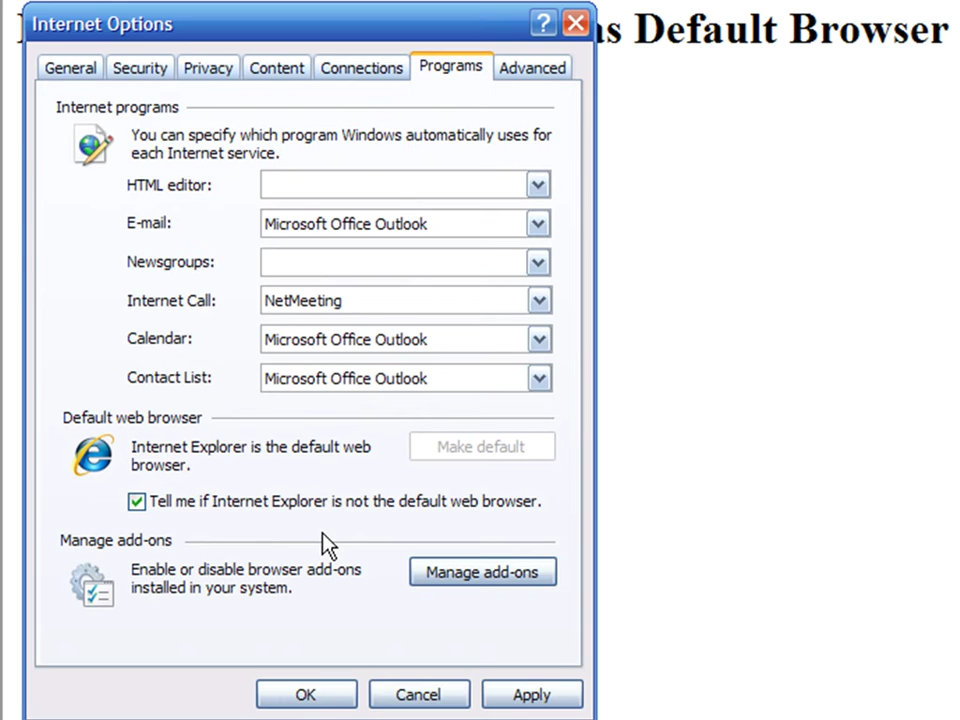 Internet Options
as Default Browser
General Security Privacy Content Connections Programs Advanced
Internet programs
You can specify which program Windows automatically uses for
each Internet service.
HTML editor:
E-mail: Microsoft Office Outlook
Newsgroups:
Internet Call: NetMeeting
Calendar: Microsoft Office Outlook
Contact List: Microsoft Office Outlook
Default web browser
Internet Explorer is the default web
browser.
Make default
Tell me if Internet Explorer is not the default web browser.
Manage add-ons
Enable or disable browser add-ons
installed in your system.
Manage add-ons
OK Cancel Apply